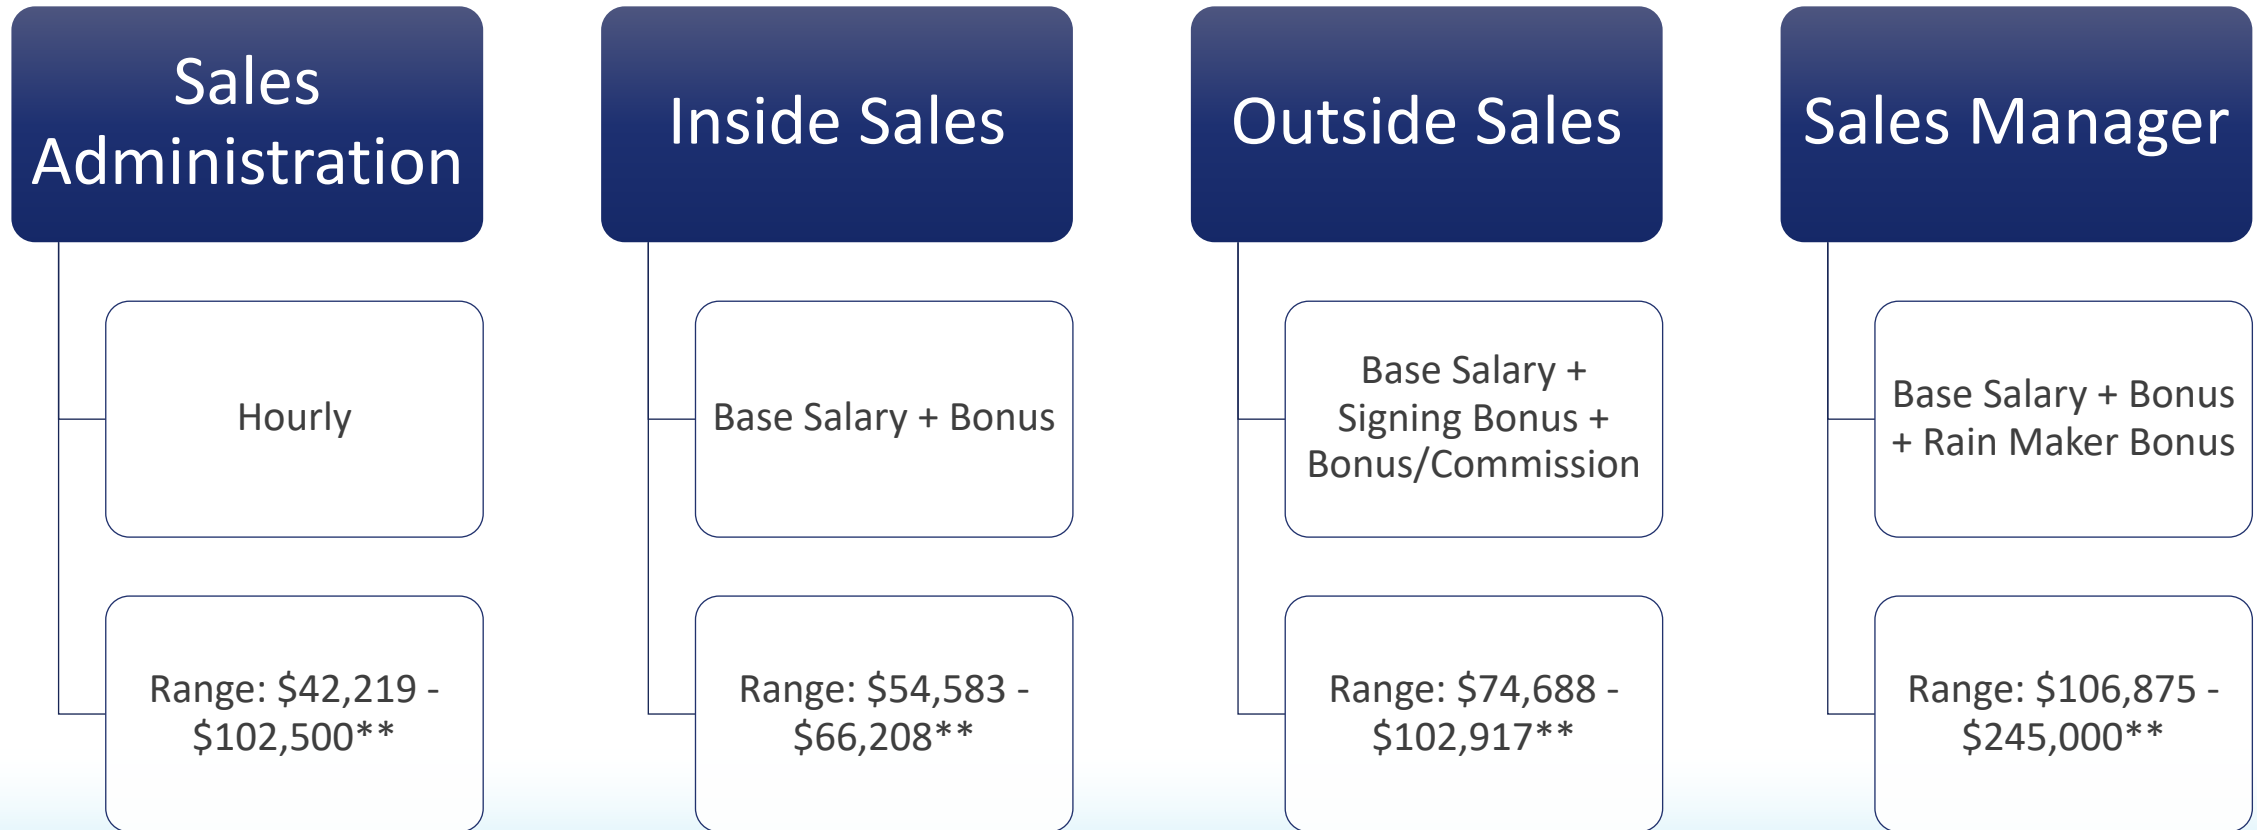 Sales
Administration
Hourly
Range: $42,219 -
$102,500**
Inside Sales
Base Salary + Bonus
Range: $54,583 -
$66,208**
Outside Sales
Base Salary +
Signing Bonus +
Bonus/Commission
Range: $74,688 -
$102,917**
Sales Manager
Base Salary + Bonus
+ Rain Maker Bonus
Range: $106,875 -
$245,000**